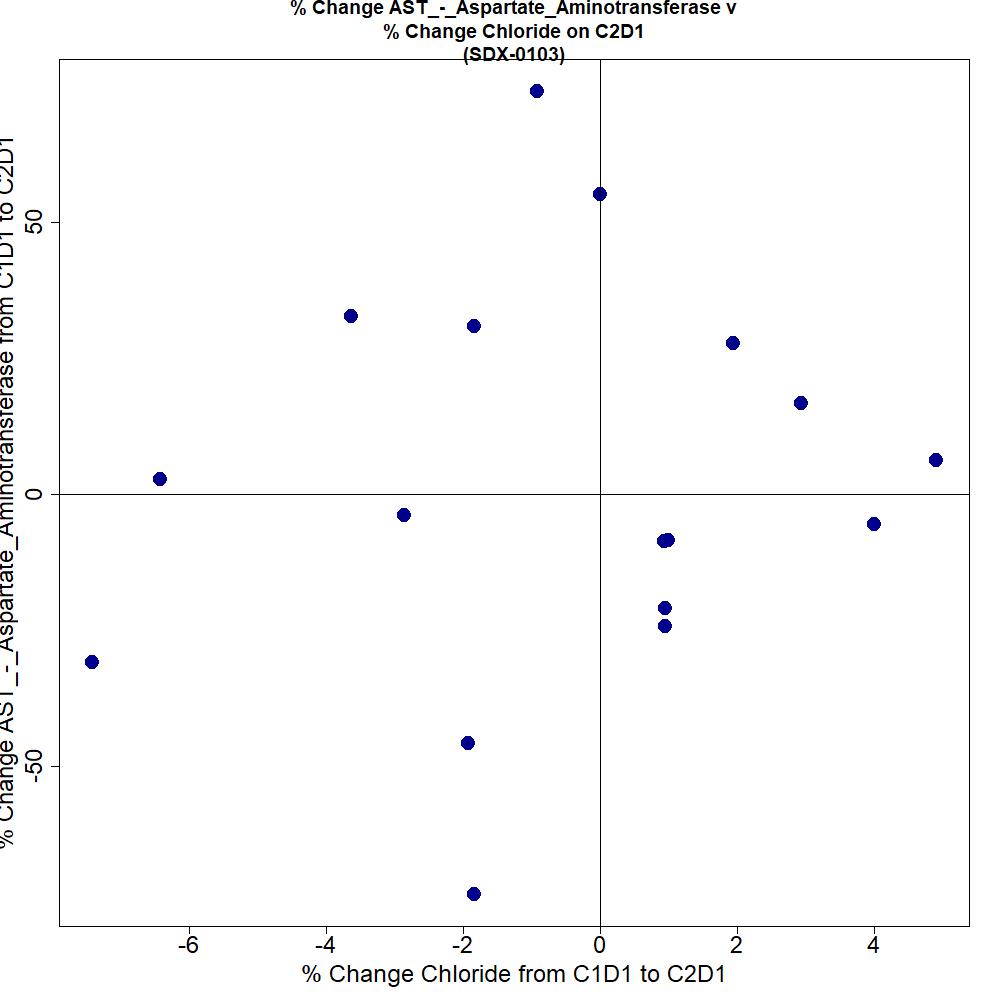 % Change AST_-_Aspartate_Aminotransferase v
% Change Chloride on C2D1
(SDX-0103)
% Change AST_-_Aspartate_Aminotransferase from C1D1 to C2D1
50
0
-50
-6
-4
-2
0
2
4
% Change Chloride from C1D1 to C2D1